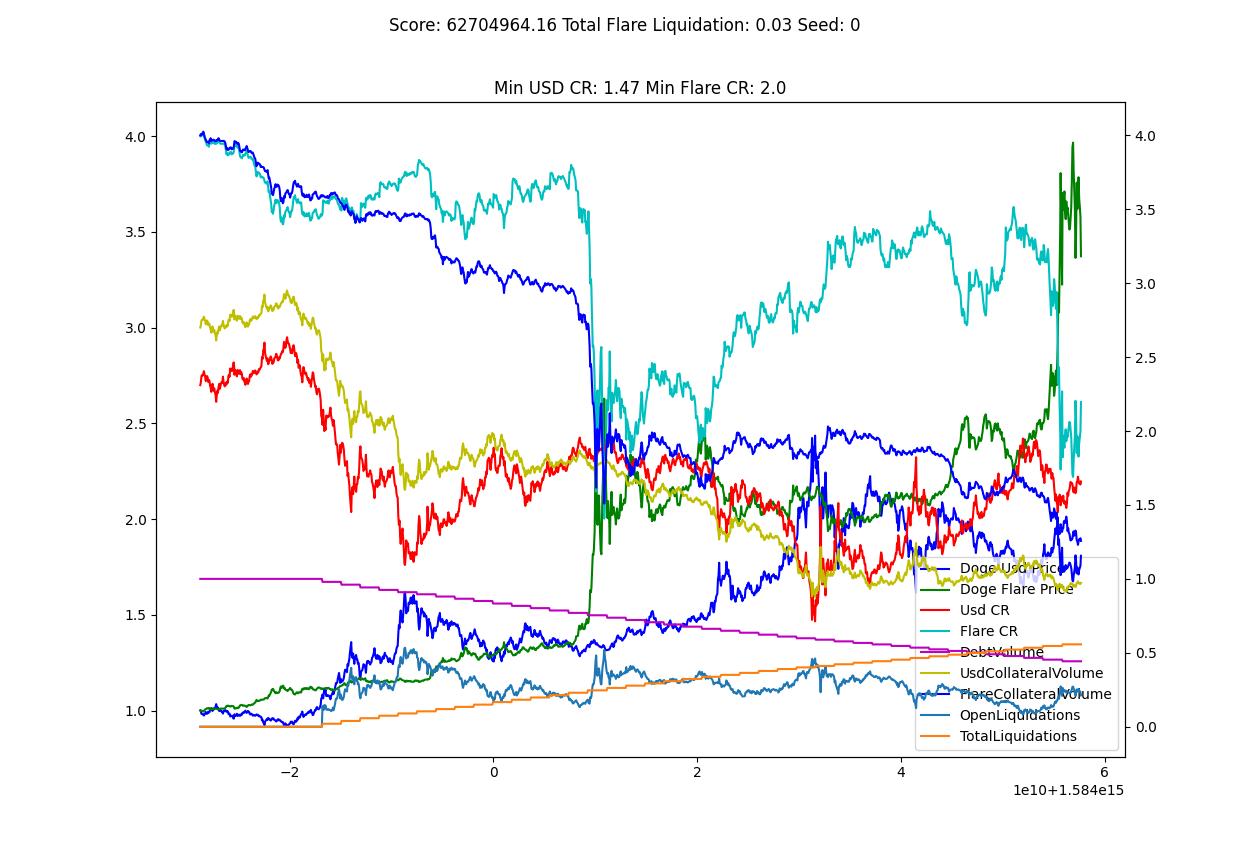 Score: 62704964.16 Total Flare Liquidation: 0.03 Seed: 0
Min USD CR: 1.47 Min Flare CR: 2.0
4.0
3.5
3.0
2.5
2.0
1.5
1.0
4.0
3.5
3.0
2.5
2.0
1.5
1.0
0.5
0.0
Doge Usd Price
Doge Flare Price
Usd CR
Flare CR
DebtVolume
UsdCollateralVolume
FlareCollateralVolume
OpenLiquidations
TotalLiquidations
−2 0 2 4 6
1e10+1.584e15